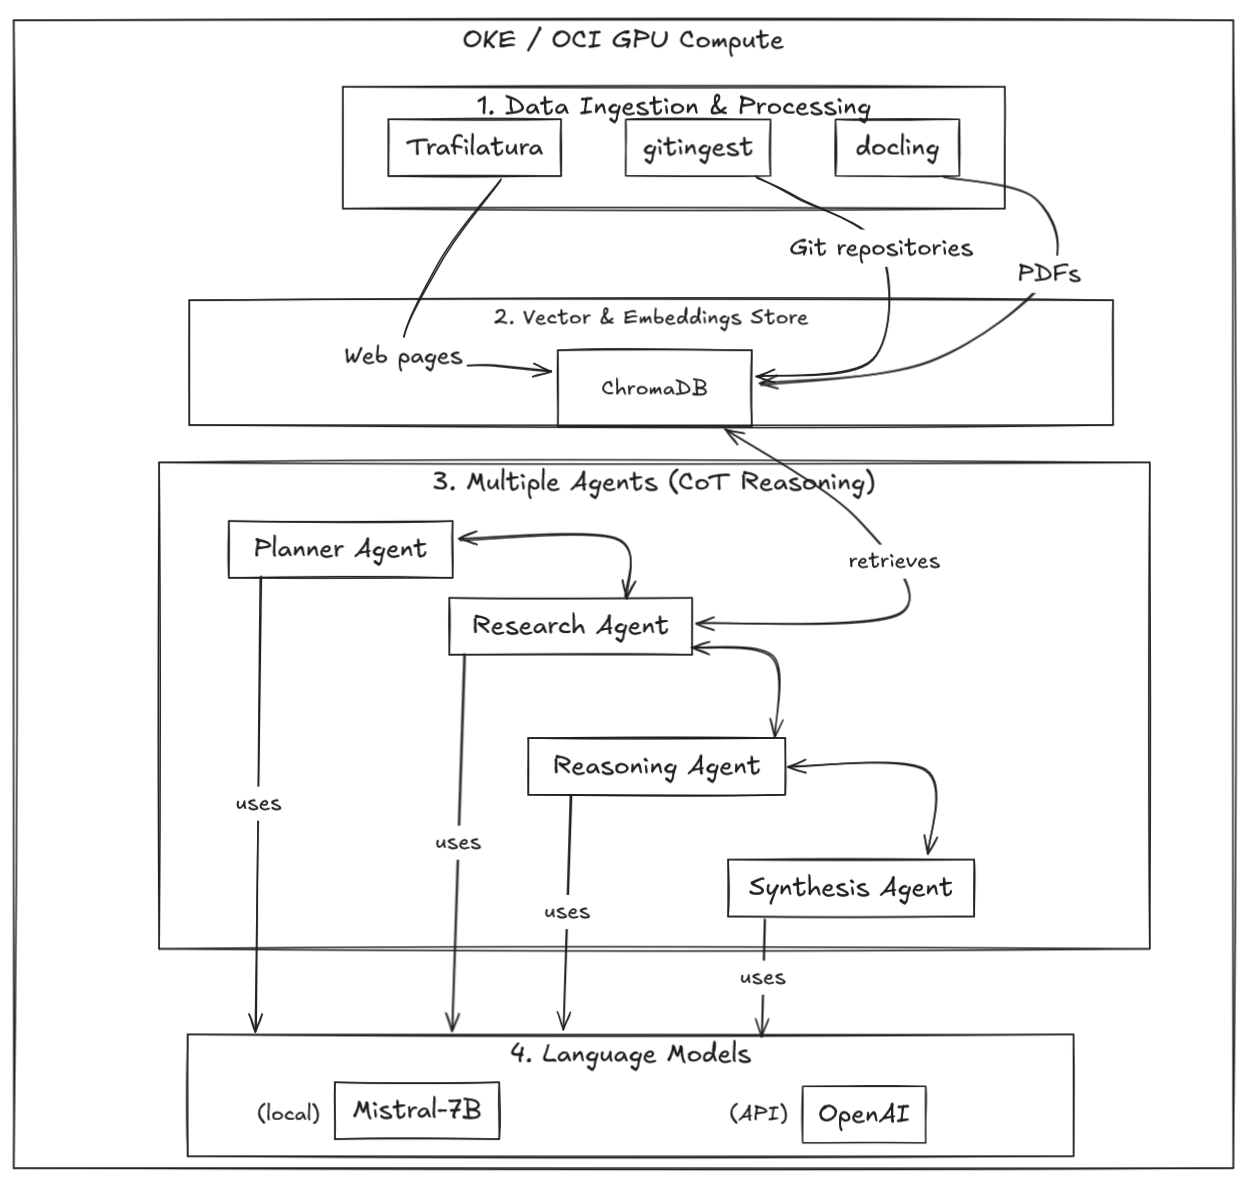 OKE / OCI GPU Compute
1. Data Ingestion & Processing
Trafilatura
gitingest
docling
Git repositories
PDFs
2. Vector & Embeddings Store
Web pages
ChromaDB
3. Multiple Agents (CoT Reasoning)
Planner Agent
retrieves
Research Agent
Reasoning Agent
uses
uses
Synthesis Agent
uses
uses
4. Language Models
(local)
Mistral-7B
(API)
OpenAI